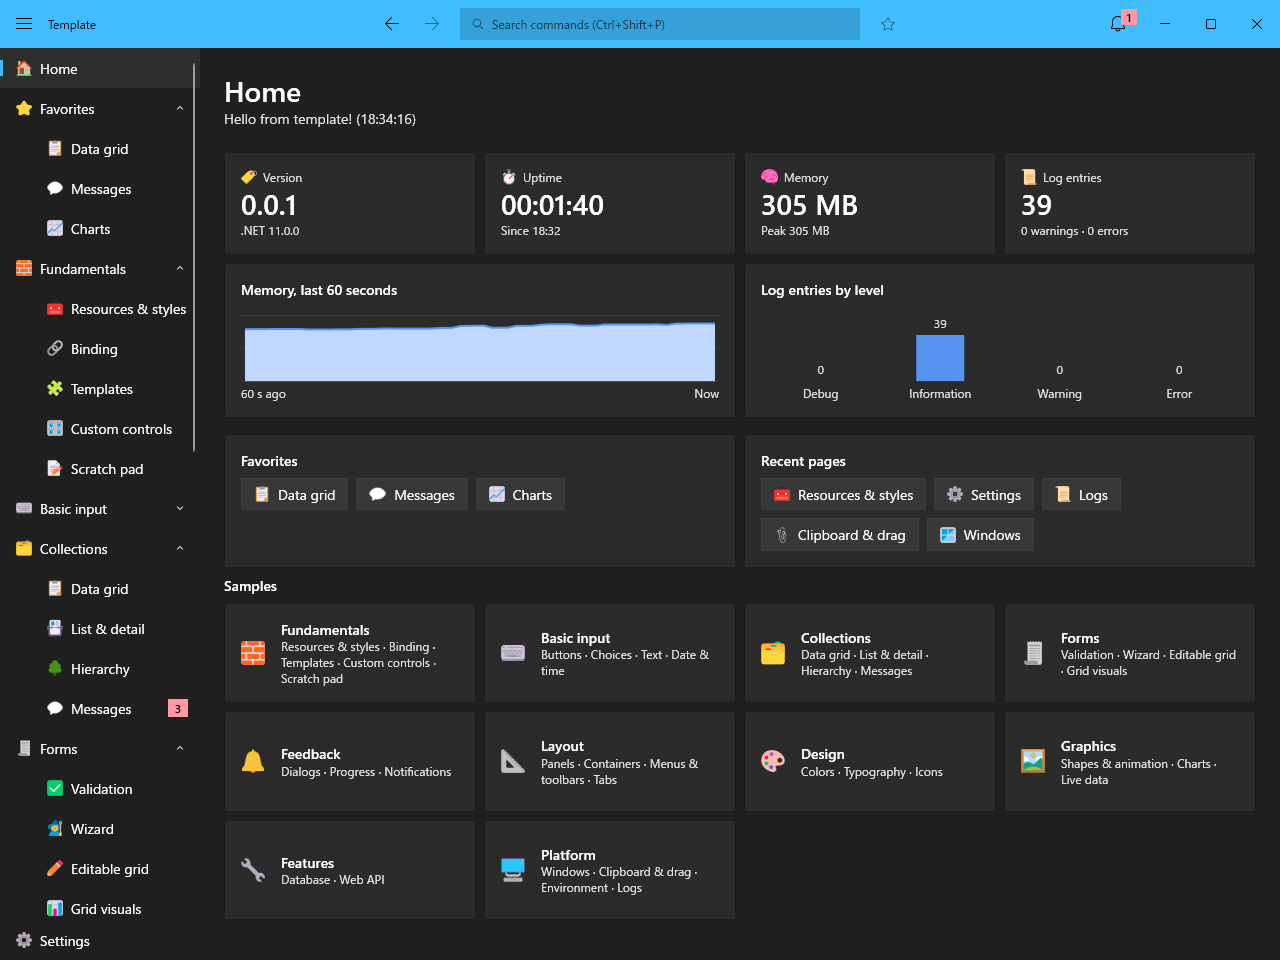 Template
Search commands (Ctrl+Shift+P)
1
Home
Favorites
Data grid
Messages
Charts
Fundamentals
Resources & styles
Binding
Templates
Custom controls
Scratch pad
Basic input
Collections
Data grid
List & detail
Hierarchy
Messages
3
Forms
Validation
Wizard
Editable grid
Grid visuals
Settings
Home
Hello from template! (18:34:16)
Version
0.0.1
.NET 11.0.0
Uptime
00:01:40
Since 18:32
Memory
305 MB
Peak 305 MB
Log entries
39
0 warnings · 0 errors
Memory, last 60 seconds
60 s ago
Now
Log entries by level
0
39
0
0
Debug
Information
Warning
Error
Favorites
Data grid
Messages
Charts
Recent pages
Resources & styles
Settings
Logs
Clipboard & drag
Windows
Samples
Fundamentals
Resources & styles · Binding ·
Templates · Custom controls ·
Scratch pad
Basic input
Buttons · Choices · Text · Date &
time
Collections
Data grid · List & detail ·
Hierarchy · Messages
Forms
Validation · Wizard · Editable grid
· Grid visuals
Feedback
Dialogs · Progress · Notifications
Layout
Panels · Containers · Menus &
toolbars · Tabs
Design
Colors · Typography · Icons
Graphics
Shapes & animation · Charts ·
Live data
Features
Database · Web API
Platform
Windows · Clipboard & drag ·
Environment · Logs